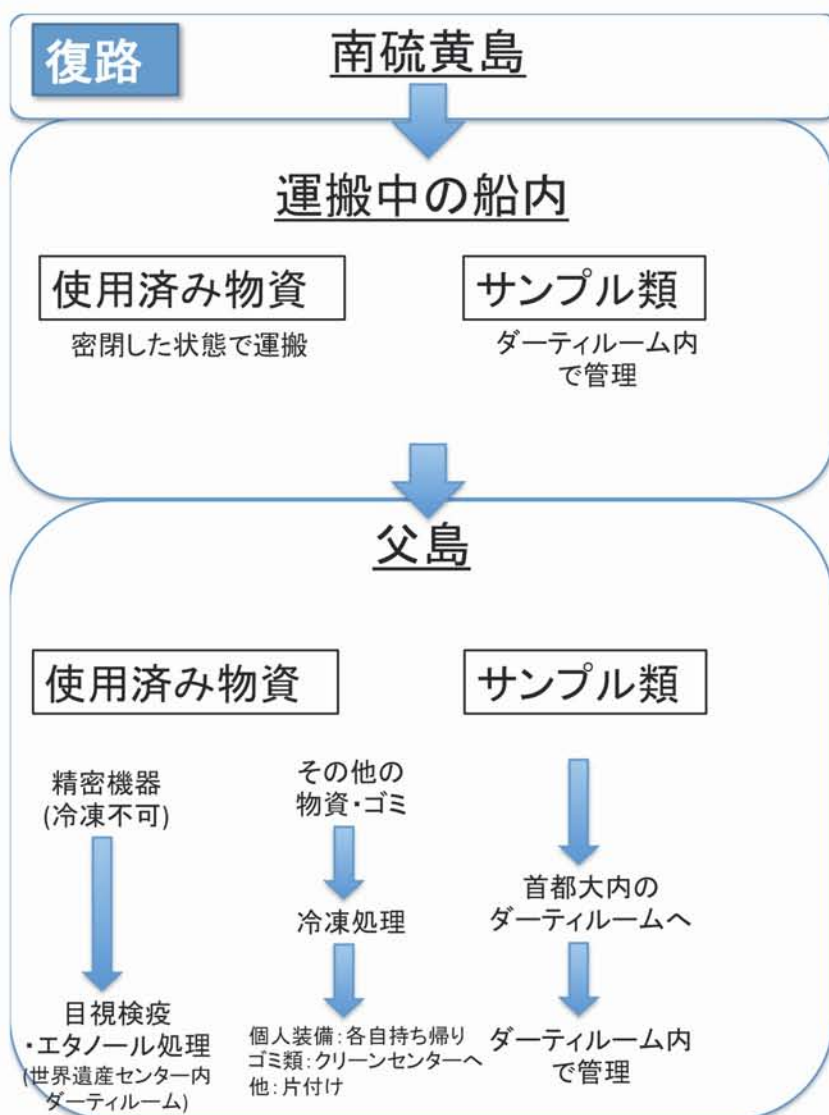 復路
南硫黄島
運搬中の船内
使用済み物資
密閉した状態で運搬
サンプル類
ダーティルーム内
で管理
父島
使用済み物資
サンプル類
精密機器
(冷凍不可)
目視検疫
・エタノール処理
(世界遺産センター内
ダーティルーム)
その他の
物資・ゴミ
冷凍処理
個人装備：各自持ち帰り
ゴミ類：クリーンセンターへ
他：片付け
首都大内の
ダーティルームへ
ダーティルーム内
で管理